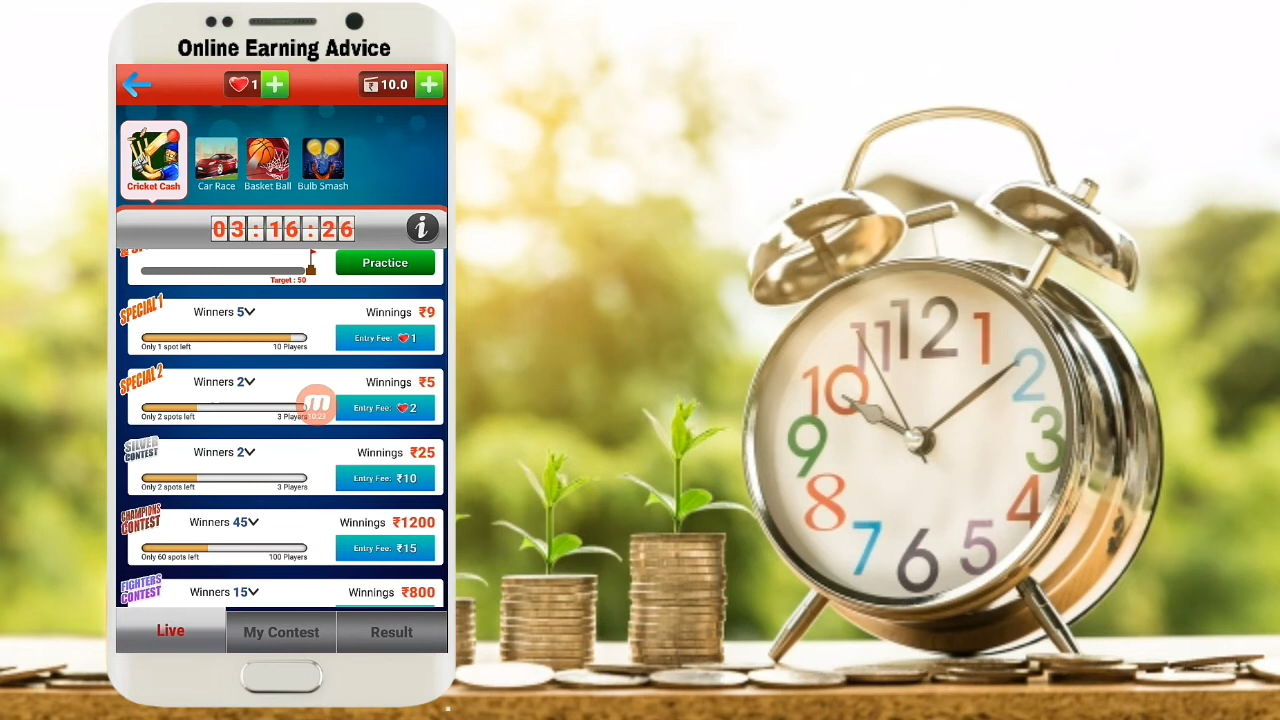 Online Earning Advice
1 +
₹ 10.0 +
Cricket Cash
Car Race
Basket Ball
Bulb Smash
03:16:26
i
Practice
Target : 50
SPECIAL 1
Winners 5
Winnings ₹9
Only 1 spot left
10 Players
Entry Fee: 1
SPECIAL 2
Winners 2
Winnings ₹5
Only 2 spots left
3 Players
Entry Fee: 2
10:23
SILVER
CONTEST
Winners 2
Winnings ₹25
Only 2 spots left
3 Players
Entry Fee: ₹10
CHAMPIONS
CONTEST
Winners 45
Winnings ₹1200
Only 60 spots left
100 Players
Entry Fee: ₹15
FIGHTERS
CONTEST
Winners 15
Winnings ₹800
Live
My Contest
Result
12
1
2
3
4
5
6
7
8
9
10
11